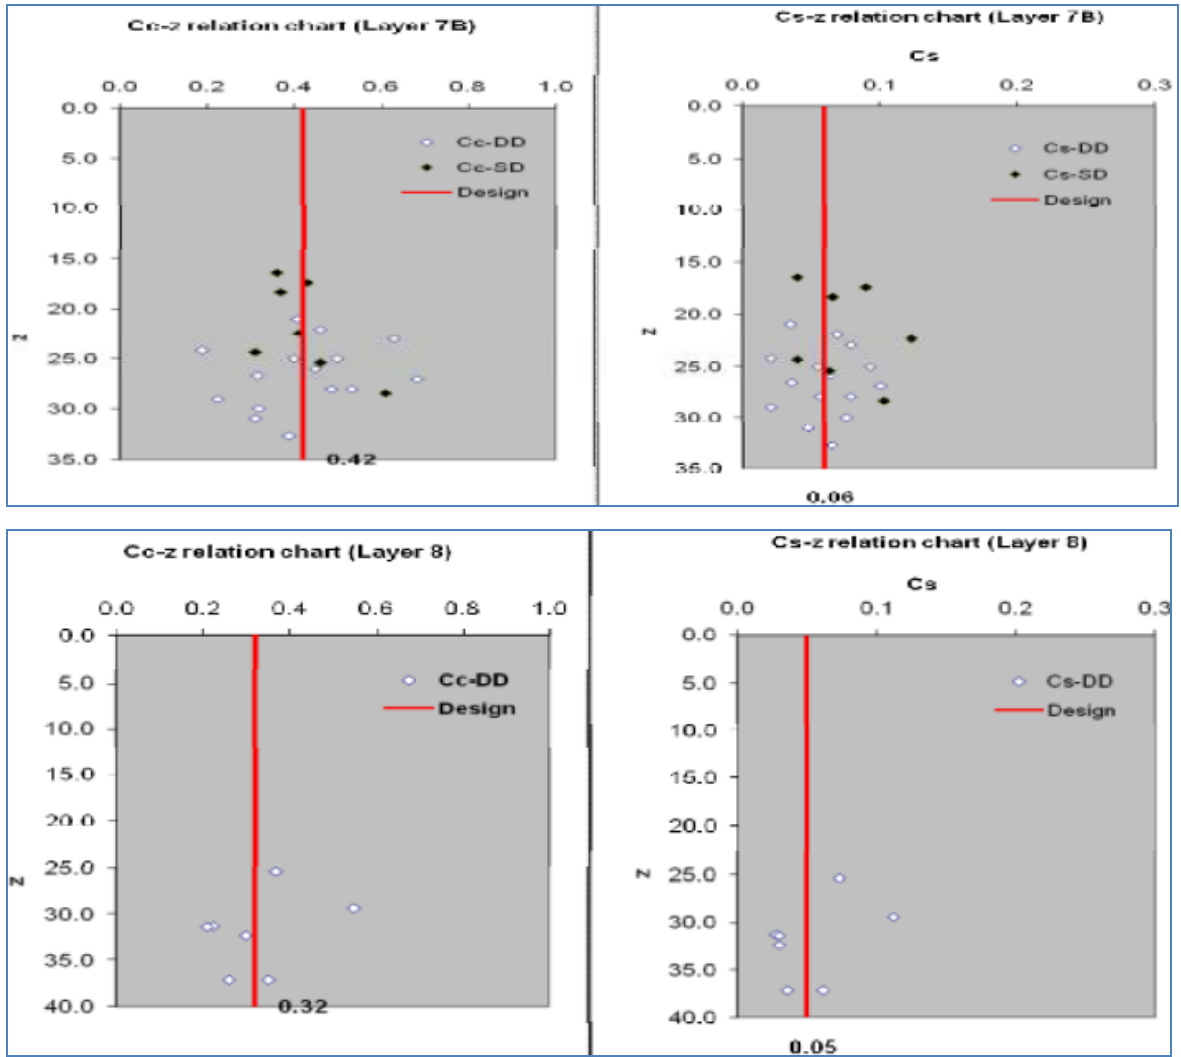 Cc-z relation chart (Layer 7B)
0.0 0.2 0.4 0.6 0.8 1.0
0.0
5.0
10.0
15.0
20.0
25.0
30.0
35.0
z
Cc-DD
Cc-SD
Design
0.42
Cs-z relation chart (Layer 7B)
Cs
0.0 0.1 0.2 0.3
0.0
5.0
10.0
15.0
20.0
25.0
30.0
35.0
z
Cs-DD
Cs-SD
Design
0.06
Cc-z relation chart (Layer 8)
0.0 0.2 0.4 0.6 0.8 1.0
0.0
5.0
10.0
15.0
20.0
25.0
30.0
35.0
40.0
z
Cc-DD
Design
0.32
Cs-z relation chart (Layer 8)
Cs
0.0 0.1 0.2 0.3
0.0
5.0
10.0
15.0
20.0
25.0
30.0
35.0
40.0
z
Cs-DD
Design
0.05